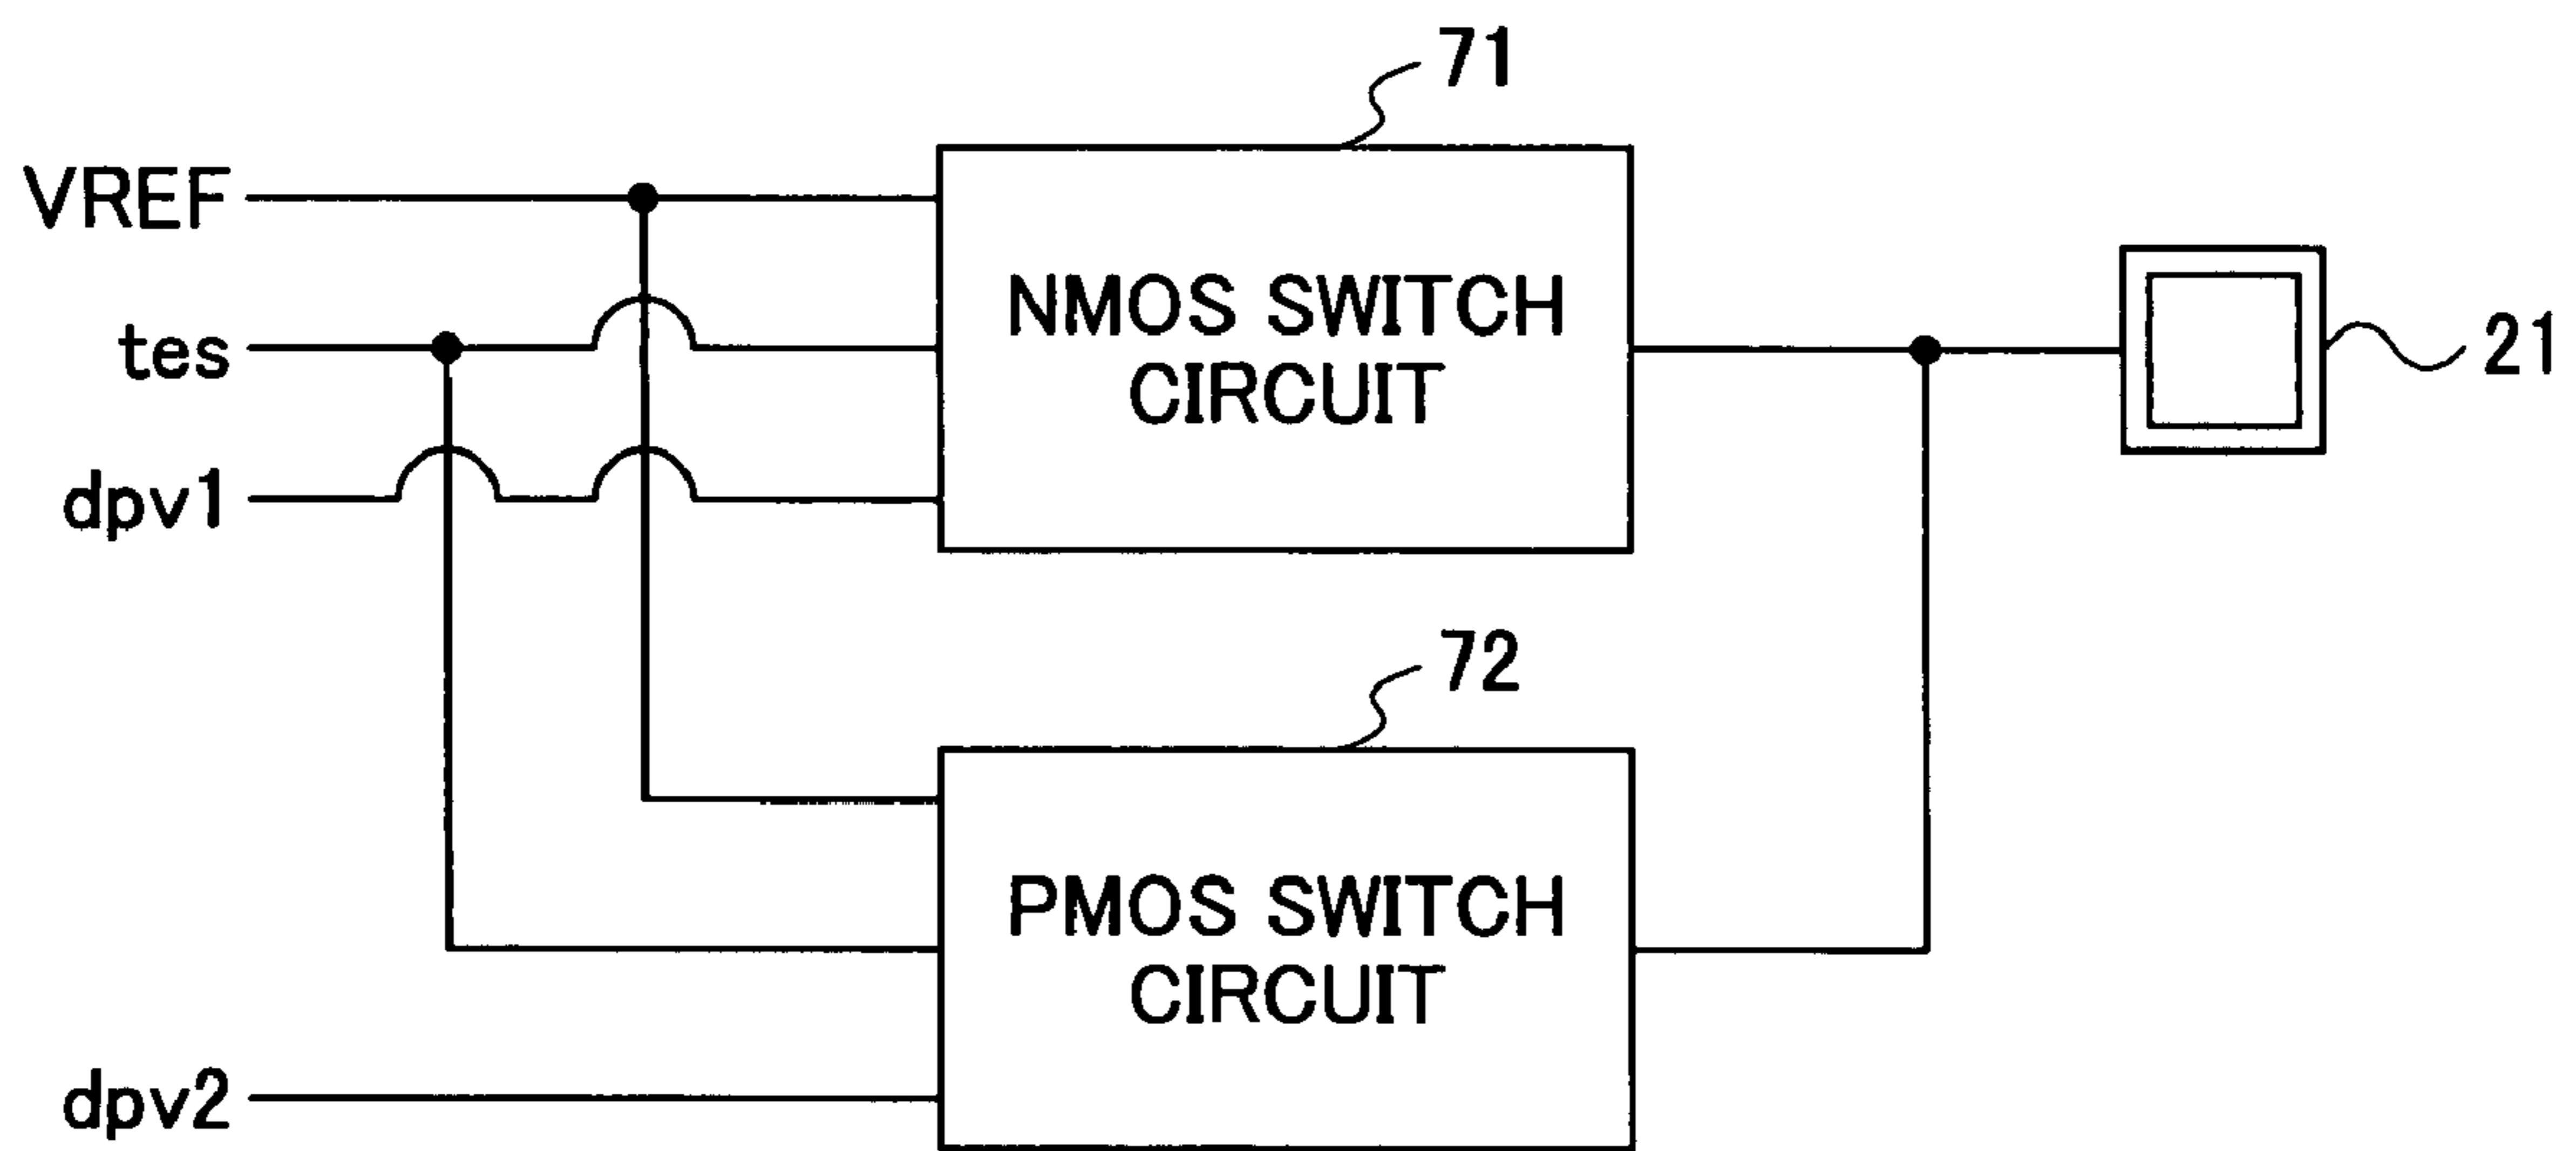 71
VREF
tes
dpv1
NMOS SWITCH
CIRCUIT
21
72
PMOS SWITCH
CIRCUIT
dpv2